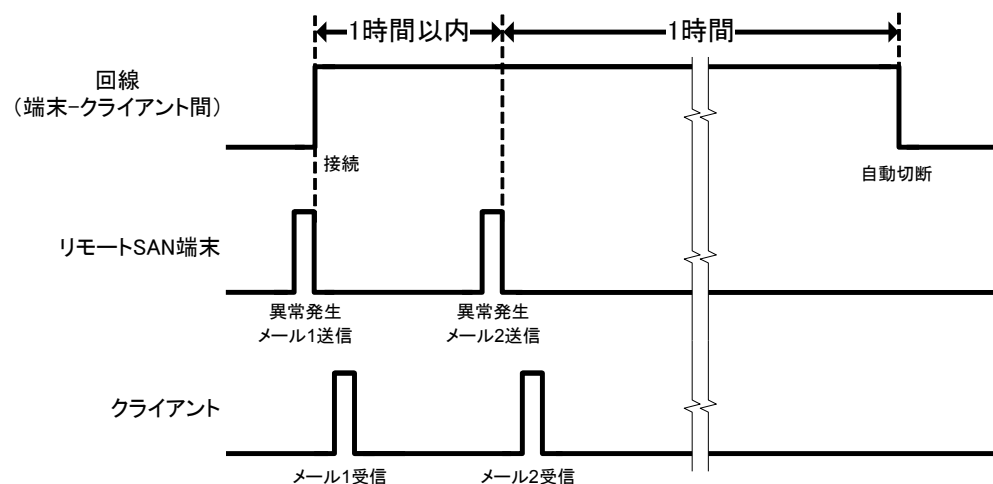 1時間以内
1時間
回線
（端末-クライアント間）
接続
自動切断
リモートSAN端末
異常発生
メール1送信
異常発生
メール2送信
クライアント
メール1受信
メール2受信